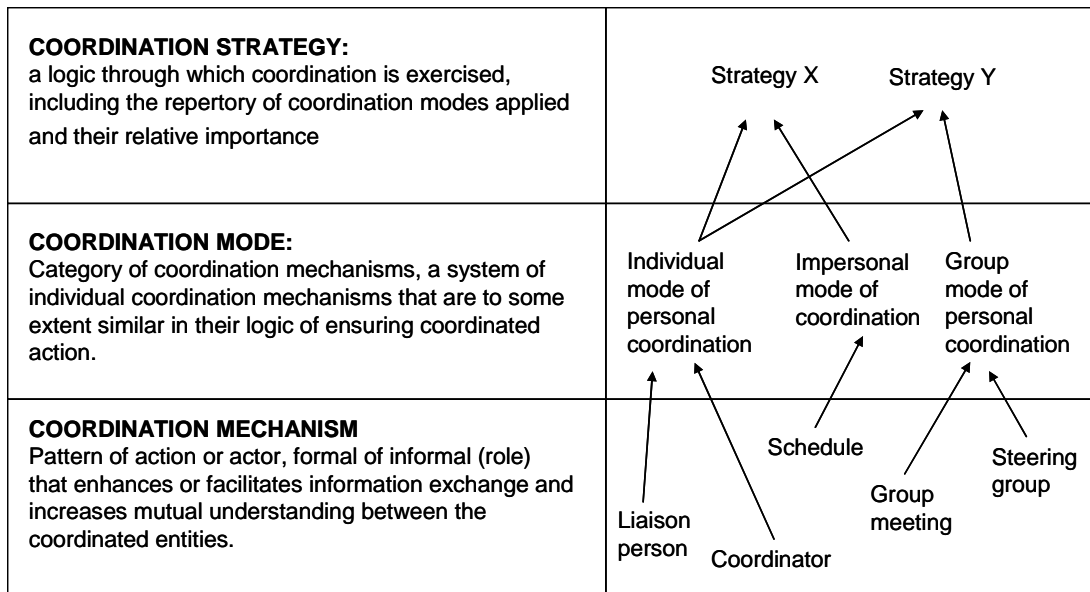 COORDINATION STRATEGY:
a logic through which coordination is exercised,
including the repertory of coordination modes applied
and their relative importance
Strategy X
Strategy Y
COORDINATION MODE:
Category of coordination mechanisms, a system of
individual coordination mechanisms that are to some
extent similar in their logic of ensuring coordinated
action.
Individual
mode of
personal
coordination
Impersonal
mode of
coordination
Group
mode of
personal
coordination
COORDINATION MECHANISM
Pattern of action or actor, formal of informal (role)
that enhances or facilitates information exchange and
increases mutual understanding between the
coordinated entities.
Liaison
person
Coordinator
Schedule
Group
meeting
Steering
group